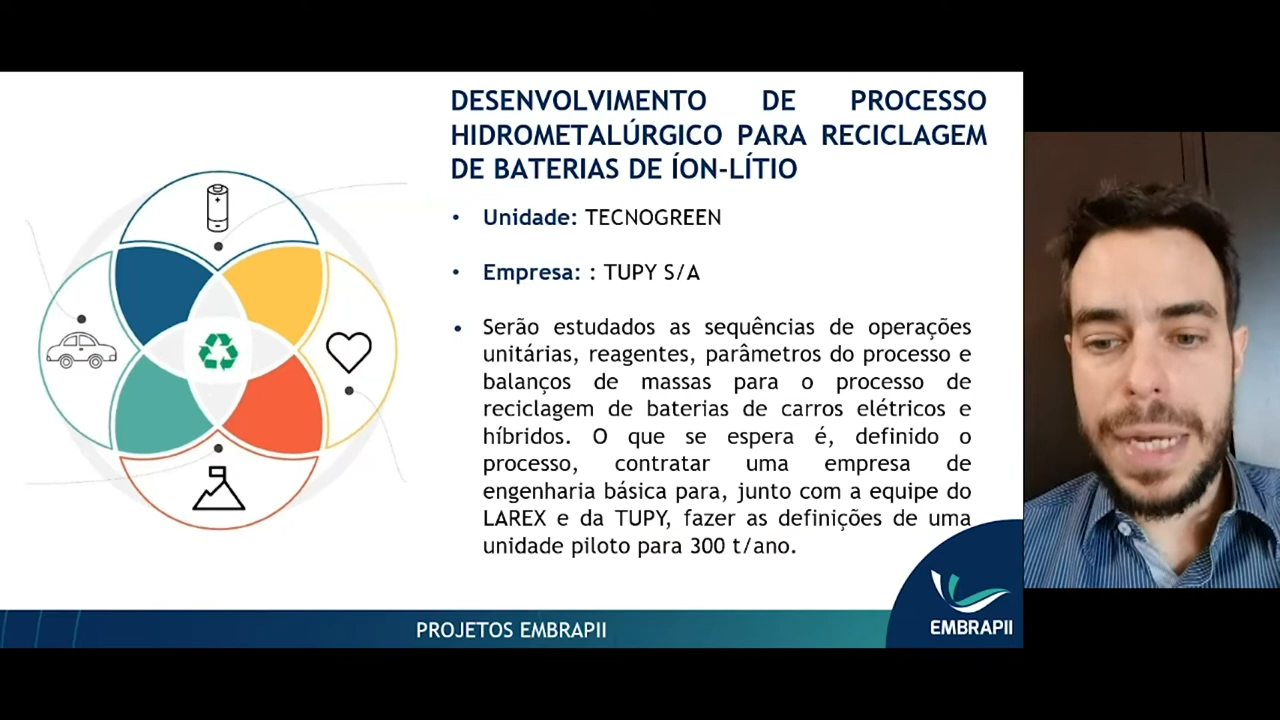 DESENVOLVIMENTO DE PROCESSO
HIDROMETALÚRGICO PARA RECICLAGEM
DE BATERIAS DE ÍON-LÍTIO
• Unidade: TECNOGREEN
• Empresa: : TUPY S/A
• Serão estudados as sequências de operações
unitárias, reagentes, parâmetros do processo e
balanços de massas para o processo de
reciclagem de baterias de carros elétricos e
híbridos. O que se espera é, definido o
processo, contratar uma empresa de
engenharia básica para, junto com a equipe do
LAREX e da TUPY, fazer as definições de uma
unidade piloto para 300 t/ano.
PROJETOS EMBRAPII
EMBRAPII